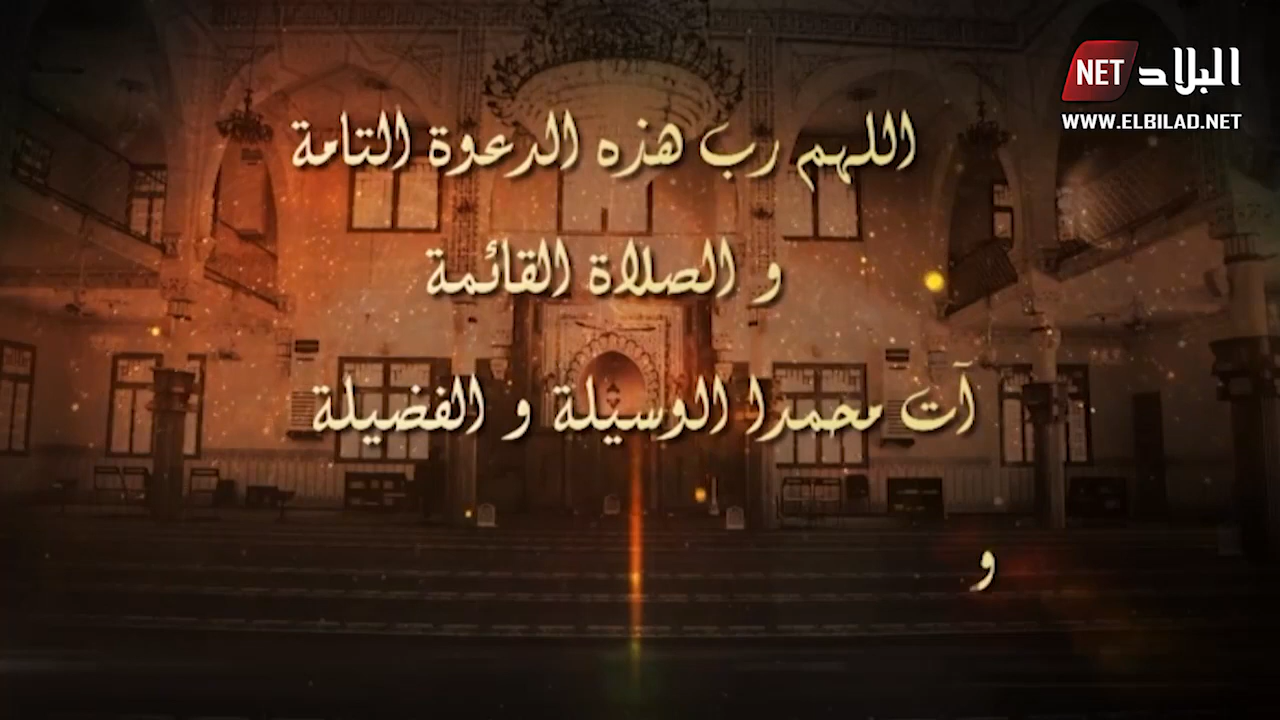 البلاد NET
WWW.ELBILAD.NET
اللهم رب هذه الدعوة التامة
و الصلاة القائمة
آت محمدا الوسيلة و الفضيلة
و